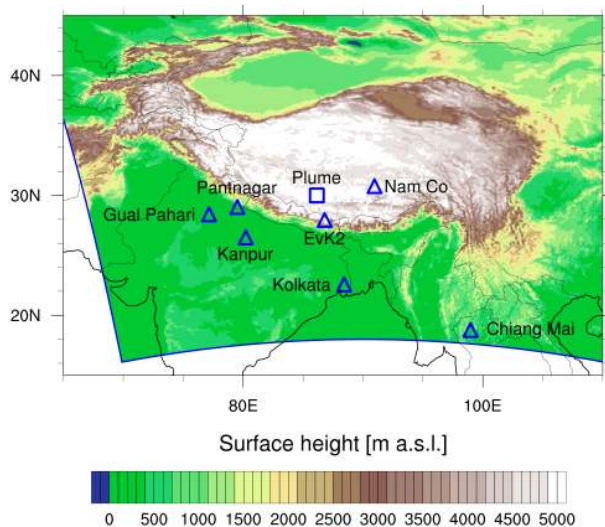 40N
Plume
Nam Co
Pantnagar
30N
Gual Pahari
EvK2
Kanpur
Kolkata
20N
Chiang Mai
80E 100E
Surface height [m a.s.l.]
0 500 1000 1500 2000 2500 3000 3500 4000 4500 5000